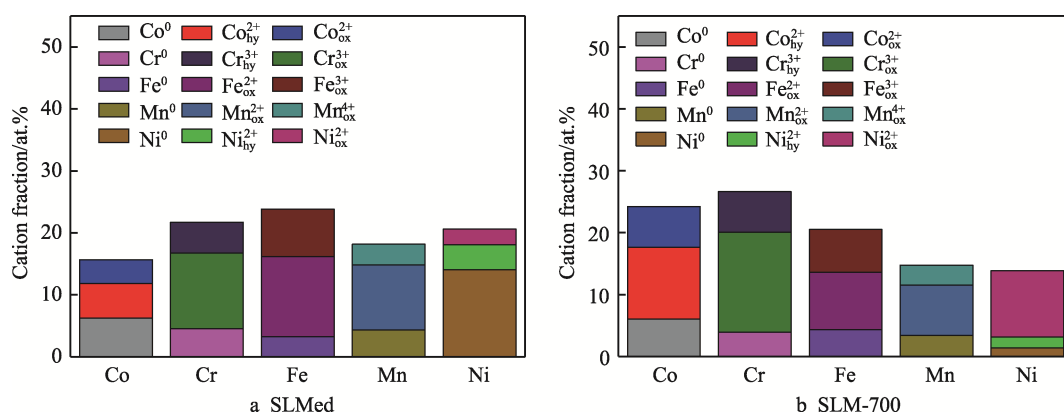 Cation fraction/at.%
50
40
30
20
10
0
Co⁰ Co²⁺hy Co²⁺ox
Cr⁰ Cr³⁺hy Cr³⁺ox
Fe⁰ Fe²⁺ox Fe³⁺ox
Mn⁰ Mn²⁺ox Mn⁴⁺ox
Ni⁰ Ni²⁺hy Ni²⁺ox
Co Cr Fe Mn Ni
a SLMed
Cation fraction/at.%
50
40
30
20
10
0
Co⁰ Co²⁺hy Co²⁺ox
Cr⁰ Cr³⁺hy Cr³⁺ox
Fe⁰ Fe²⁺ox Fe³⁺ox
Mn⁰ Mn²⁺ox Mn⁴⁺ox
Ni⁰ Ni²⁺hy Ni²⁺ox
Co Cr Fe Mn Ni
b SLM-700